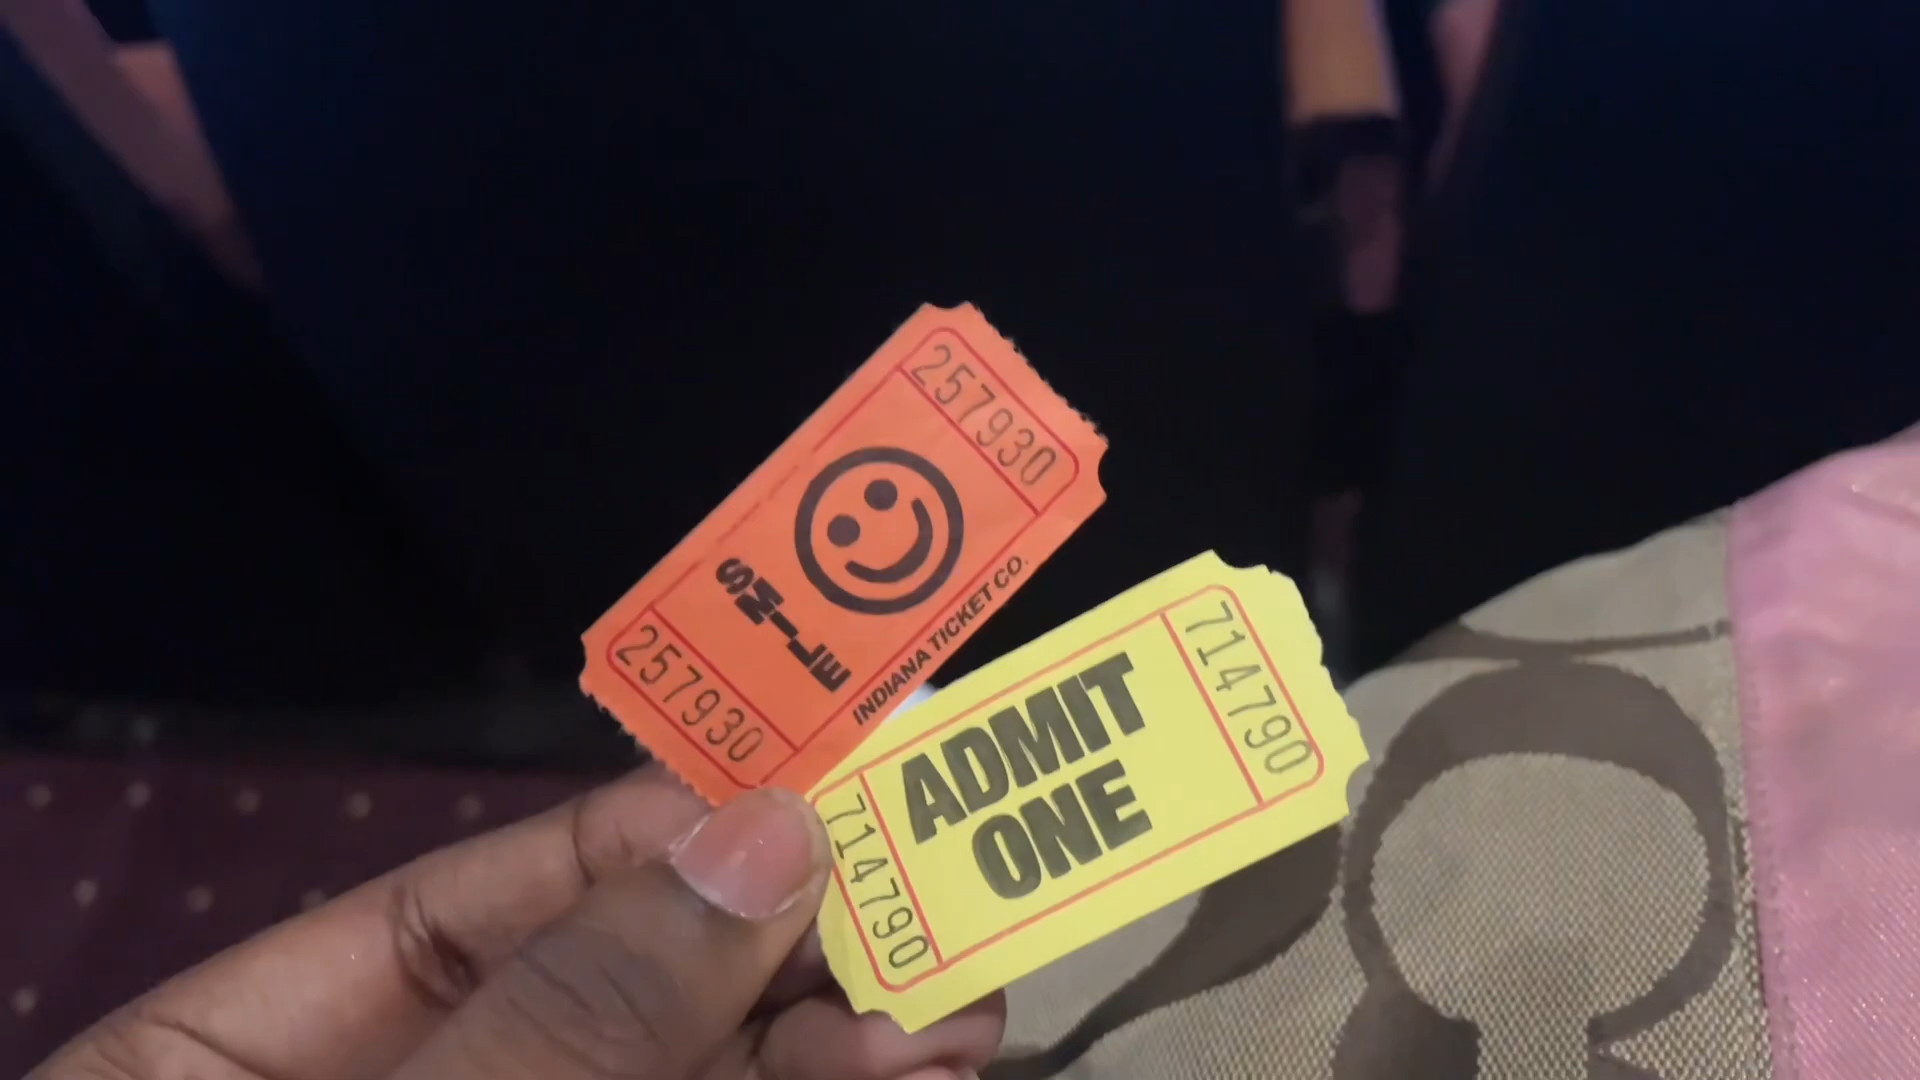 257930
SMILE
INDIANA TICKET CO.
257930
714790
ADMIT
ONE
714790